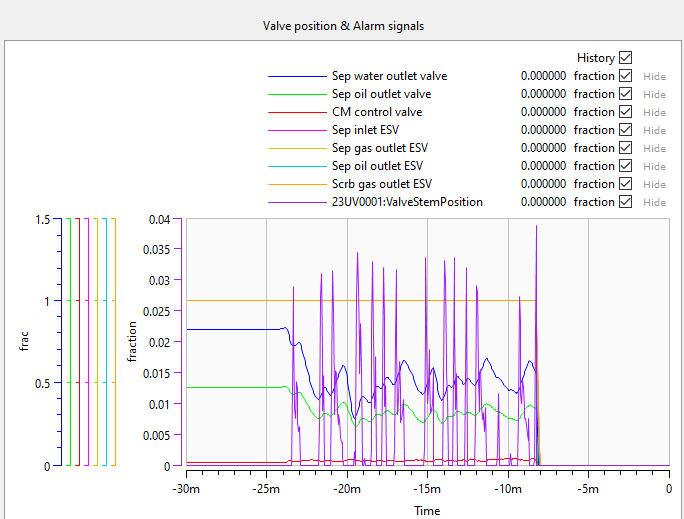 Valve position & Alarm signals
History
Sep water outlet valve 0.000000 fraction Hide
Sep oil outlet valve 0.000000 fraction Hide
CM control valve 0.000000 fraction Hide
Sep inlet ESV 0.000000 fraction Hide
Sep gas outlet ESV 0.000000 fraction Hide
Sep oil outlet ESV 0.000000 fraction Hide
Scrb gas outlet ESV 0.000000 fraction Hide
23UV0001:ValveStemPosition 0.000000 fraction Hide
1.5 0.04
0.035
1 0.03
0.025
0.02
0.5 0.015
0.01
0.005
0 0
frac
fraction
-30m -25m -20m -15m -10m -5m 0
Time